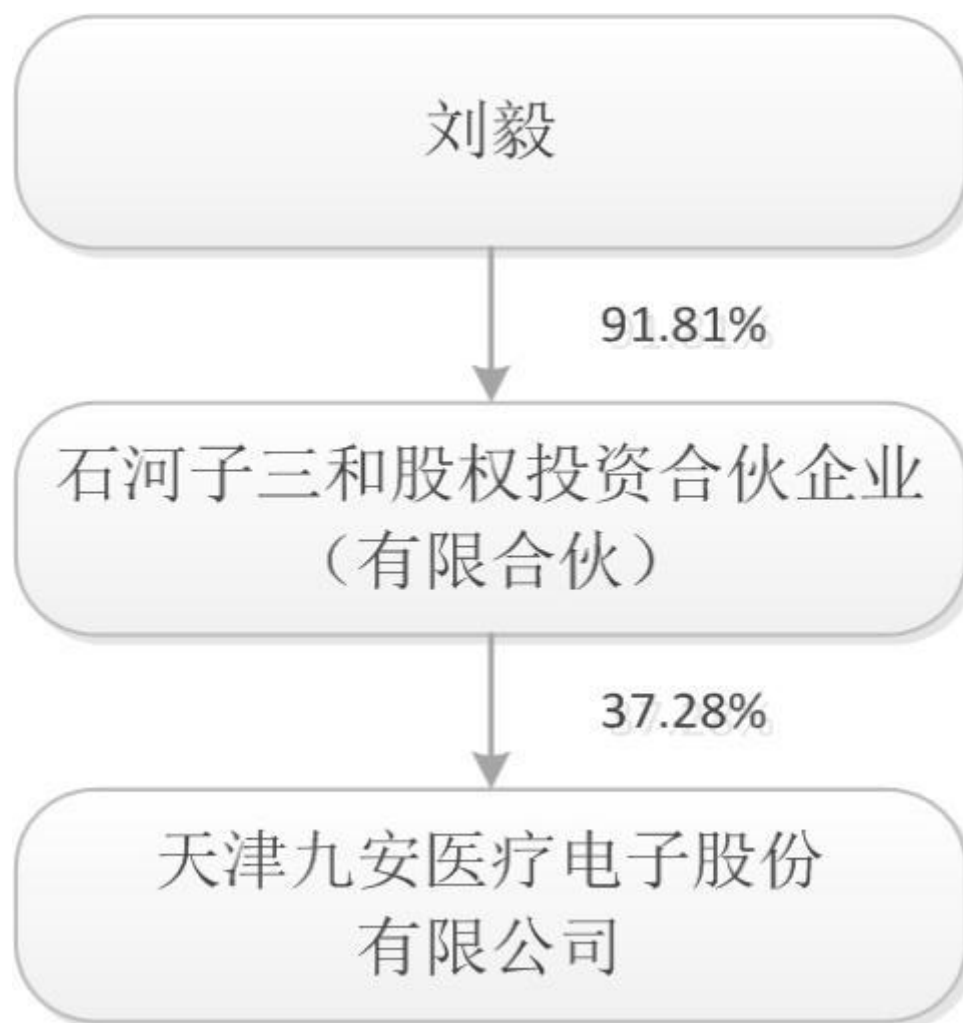 刘毅
91.81%
石河子三和股权投资合伙企业
（有限合伙）
37.28%
天津九安医疗电子股份
有限公司